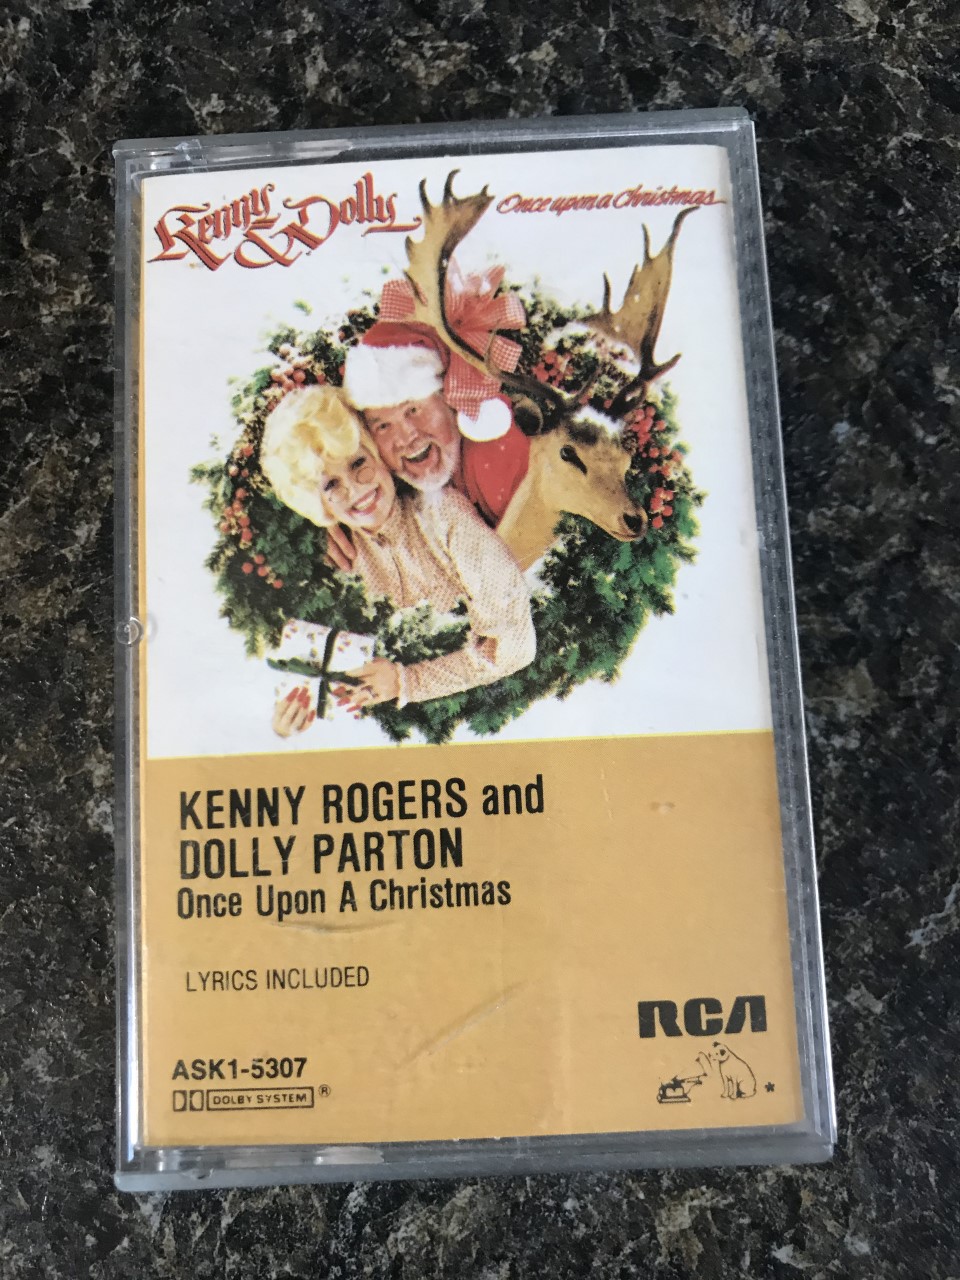 Kenny & Dolly
Once upon a Christmas
KENNY ROGERS and
DOLLY PARTON
Once Upon A Christmas
LYRICS INCLUDED
RCA
ASK1-5307
DOLBY SYSTEM ®
*